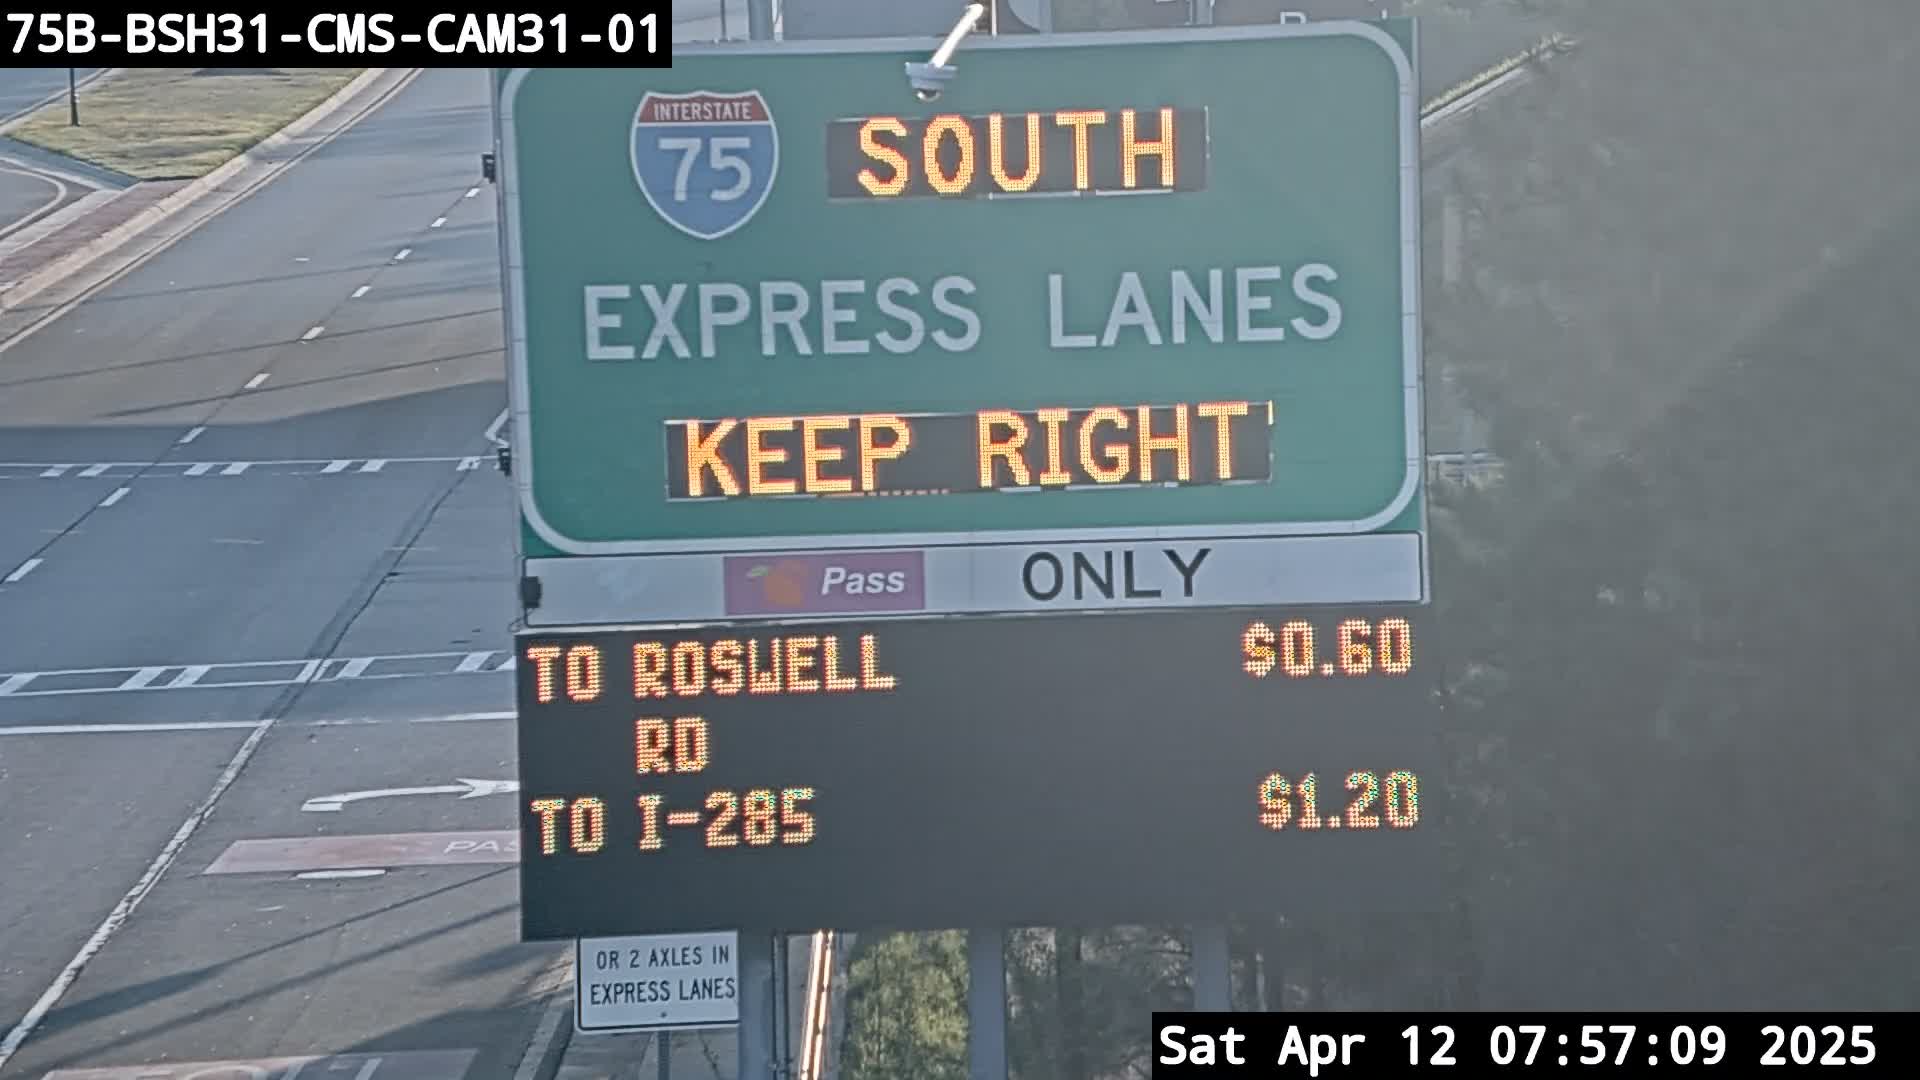 75B-BSH31-CMS-CAM31-01
INTERSTATE
75
SOUTH
EXPRESS LANES
KEEP RIGHT
Pass ONLY
TO ROSWELL $0.60
RD
TO I-285 $1.20
PAS
OR 2 AXLES IN
EXPRESS LANES
Sat Apr 12 07:57:09 2025